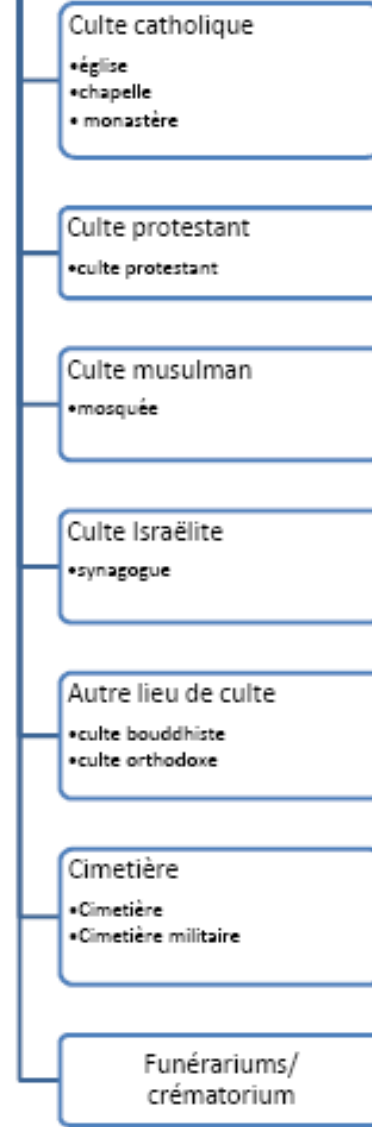 Culte catholique
•église
•chapelle
• monastère
Culte protestant
•culte protestant
Culte musulman
•mosquée
Culte Israëlite
•synagogue
Autre lieu de culte
•culte bouddhiste
•culte orthodoxe
Cimetière
•Cimetière
•Cimetière militaire
Funérariums/
crématorium